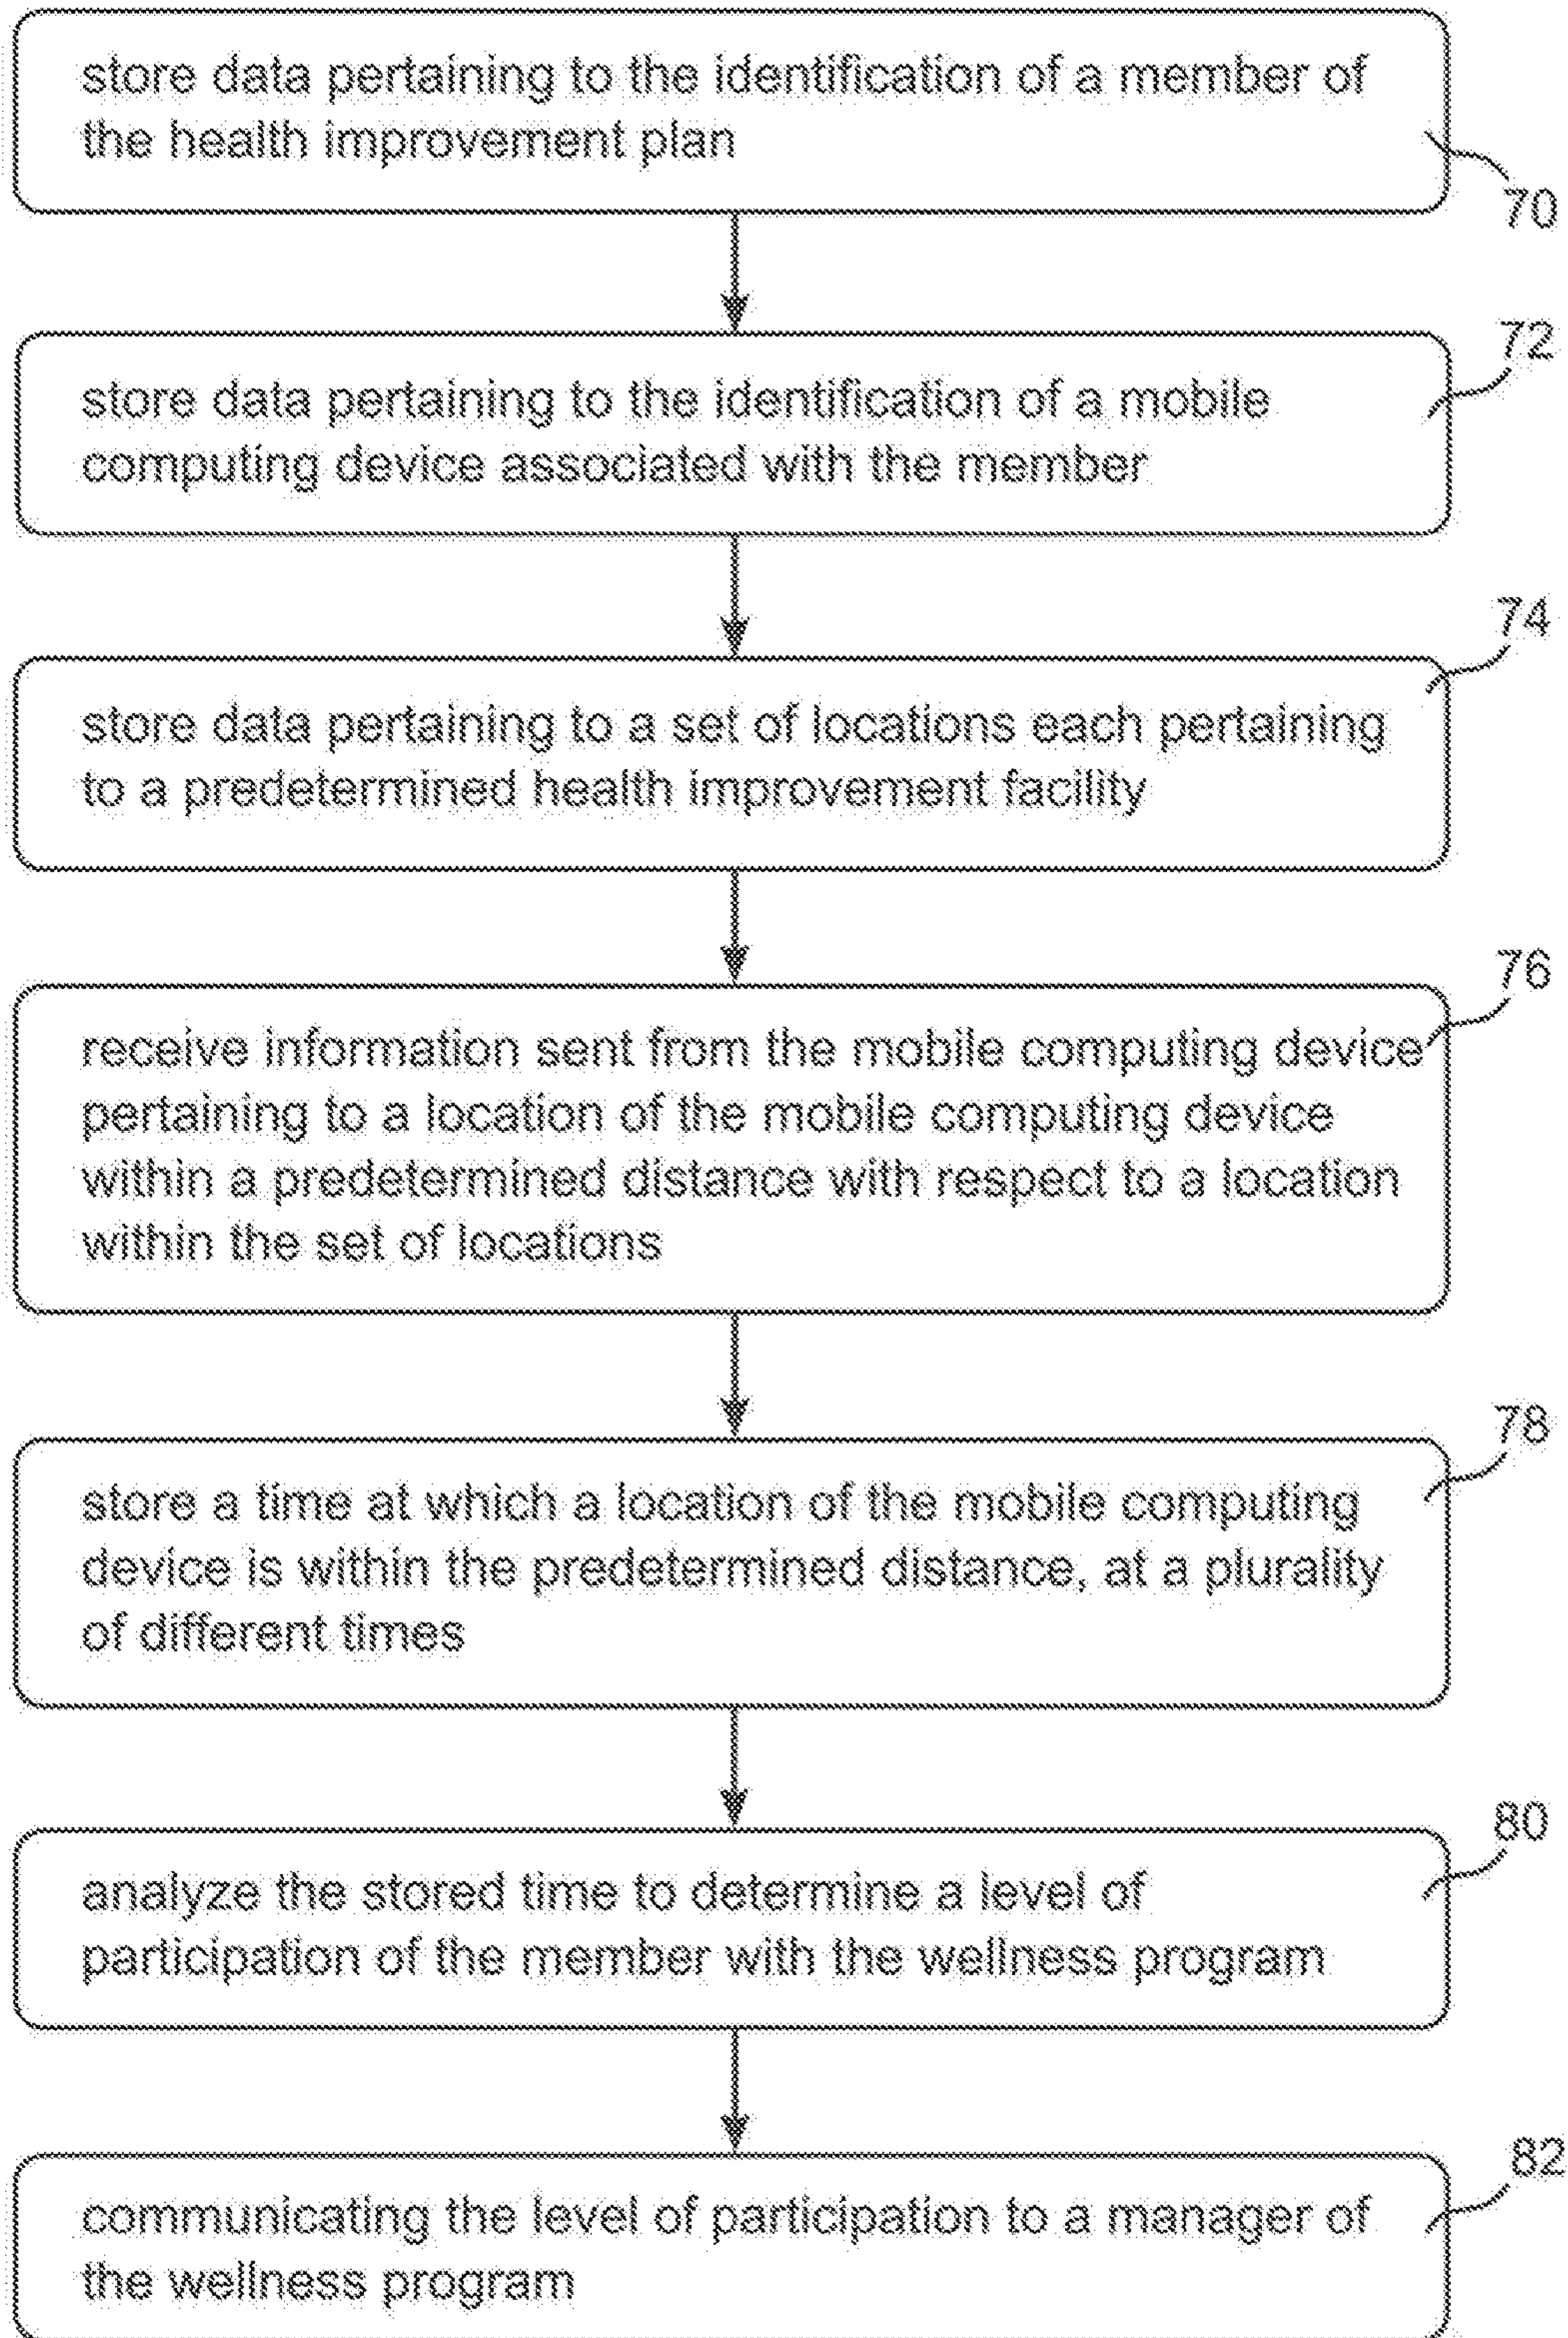 store data pertaining to the identification of a member of
the health improvement plan
70
72
store data pertaining to the identification of a mobile
computing device associated with the member
74
store data pertaining to a set of locations each pertaining
to a predetermined health improvement facility
76
receive information sent from the mobile computing device
pertaining to a location of the mobile computing device
within a predetermined distance with respect to a location
within the set of locations
78
store a time at which a location of the mobile computing
device is within the predetermined distance, at a plurality
of different times
80
analyze the stored time to determine a level of
participation of the member with the wellness program
82
communicating the level of participation to a manager of
the wellness program